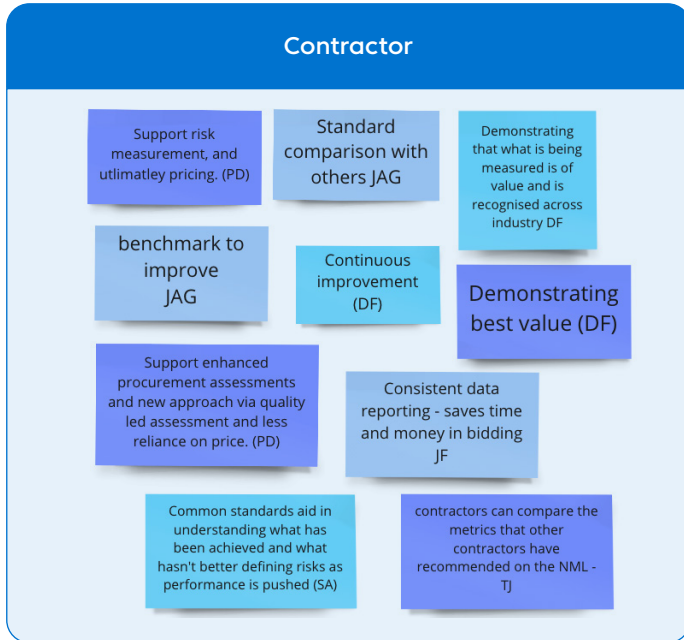 Contractor
Support risk
measurement, and
utlimatley pricing. (PD)
Standard
comparison with
others JAG
Demonstrating
that what is being
measured is of
value and is
recognised across
industry DF
benchmark to
improve
JAG
Continuous
improvement
(DF)
Demonstrating
best value (DF)
Support enhanced
procurement assessments
and new approach via quality
led assessment and less
reliance on price. (PD)
Consistent data
reporting - saves time
and money in bidding
JF
Common standards aid in
understanding what has
been achieved and what
hasn't better defining risks as
performance is pushed (SA)
contractors can compare the
metrics that other
contractors have
recommended on the NML -
TJ